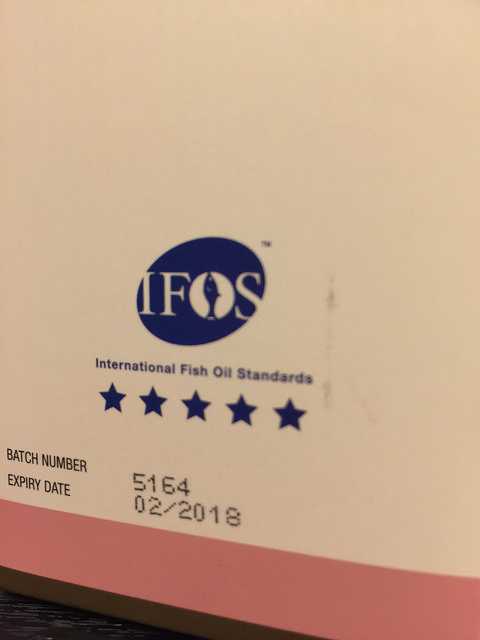 IFOS™
International Fish Oil Standards
BATCH NUMBER 5164
EXPIRY DATE 02/2018